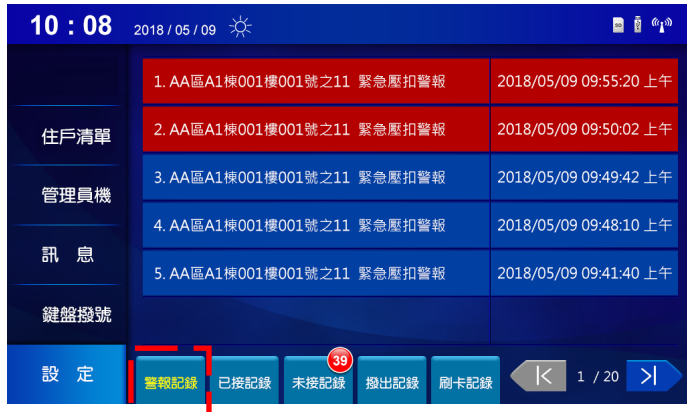 10：08 2018 / 05 / 09
1. AA區A1棟001樓001號之11 緊急壓扣警報 2018/05/09 09:55:20 上午
2. AA區A1棟001樓001號之11 緊急壓扣警報 2018/05/09 09:50:02 上午
3. AA區A1棟001樓001號之11 緊急壓扣警報 2018/05/09 09:49:42 上午
4. AA區A1棟001樓001號之11 緊急壓扣警報 2018/05/09 09:48:10 上午
5. AA區A1棟001樓001號之11 緊急壓扣警報 2018/05/09 09:41:40 上午
住戶清單
管理員機
訊 息
鍵盤撥號
設 定
39
警報記錄 已接記錄 未接記錄 撥出記錄 刷卡記錄 1 / 20